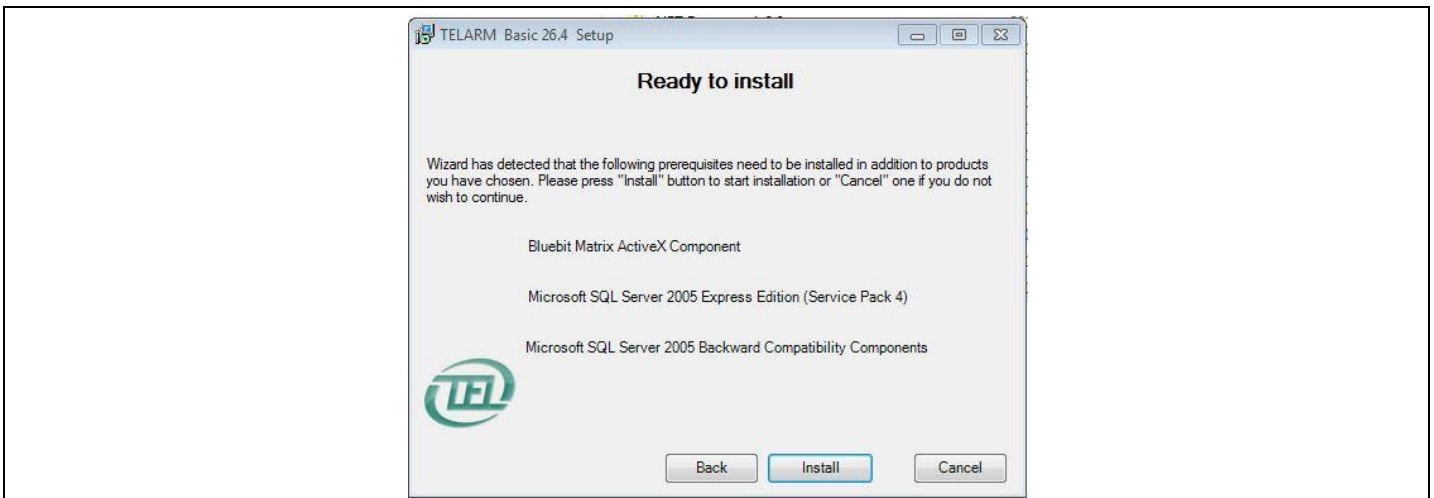 TELARM Basic 26.4 Setup
Ready to install
Wizard has detected that the following prerequisites need to be installed in addition to products
you have chosen. Please press "Install" button to start installation or "Cancel" one if you do not
wish to continue.
Bluebit Matrix ActiveX Component
Microsoft SQL Server 2005 Express Edition (Service Pack 4)
Microsoft SQL Server 2005 Backward Compatibility Components
TEL
Back
Install
Cancel